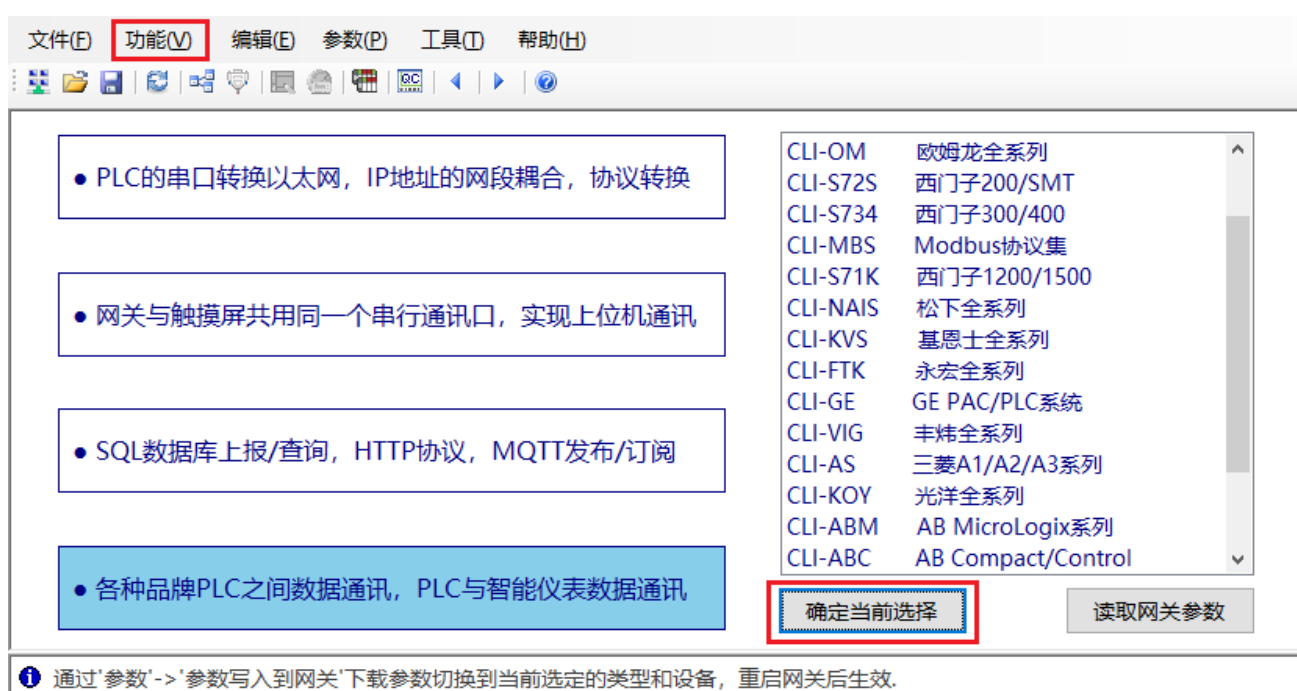 文件(F) 功能(V) 编辑(E) 参数(P) 工具(T) 帮助(H)
QC
● PLC的串口转换以太网，IP地址的网段耦合，协议转换
● 网关与触摸屏共用同一个串行通讯口，实现上位机通讯
● SQL数据库上报/查询，HTTP协议，MQTT发布/订阅
● 各种品牌PLC之间数据通讯，PLC与智能仪表数据通讯
CLI-OM 欧姆龙全系列
CLI-S72S 西门子200/SMT
CLI-S734 西门子300/400
CLI-MBS Modbus协议集
CLI-S71K 西门子1200/1500
CLI-NAIS 松下全系列
CLI-KVS 基恩士全系列
CLI-FTK 永宏全系列
CLI-GE GE PAC/PLC系统
CLI-VIG 丰炜全系列
CLI-AS 三菱A1/A2/A3系列
CLI-KOY 光洋全系列
CLI-ABM AB MicroLogix系列
CLI-ABC AB Compact/Control
确定当前选择 读取网关参数
通过'参数'->'参数写入到网关'下载参数切换到当前选定的类型和设备，重启网关后生效.